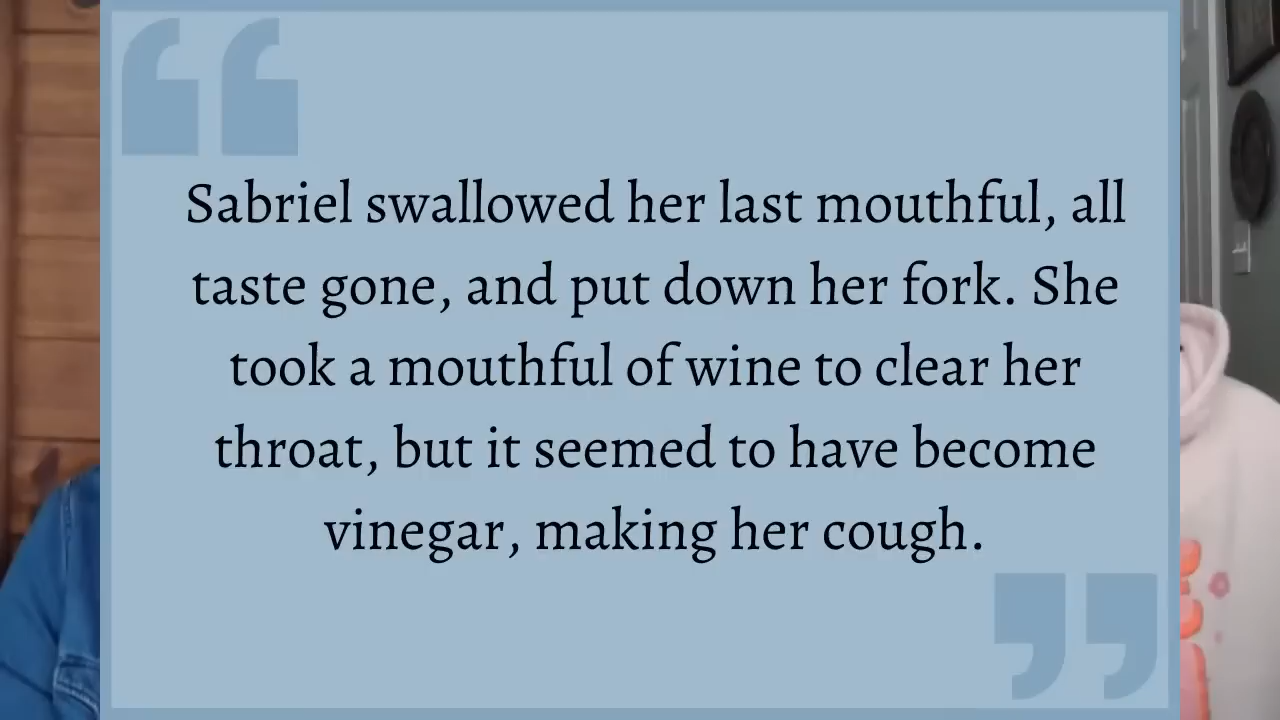 Sabriel swallowed her last mouthful, all
taste gone, and put down her fork. She
took a mouthful of wine to clear her
throat, but it seemed to have become
vinegar, making her cough.